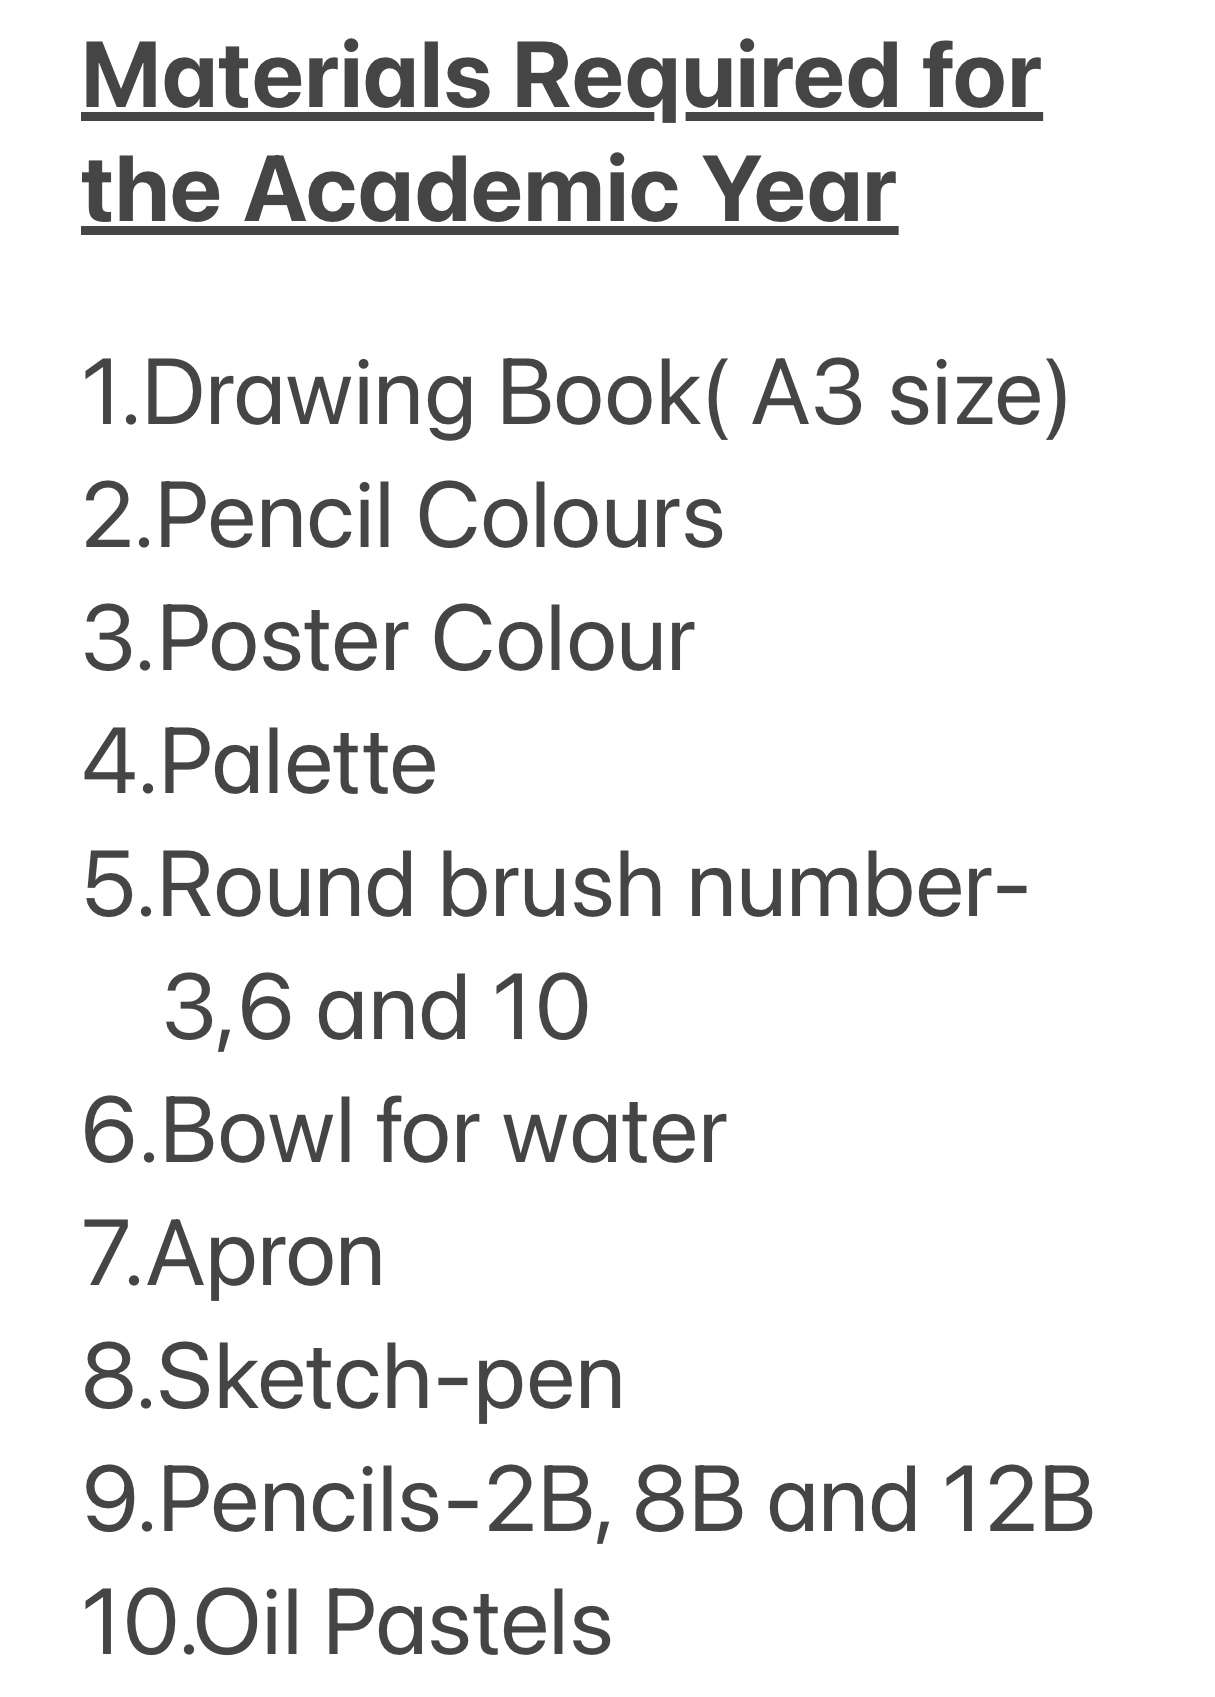 Materials Required for
the Academic Year
1.Drawing Book( A3 size)
2.Pencil Colours
3.Poster Colour
4.Palette
5.Round brush number-
3,6 and 10
6.Bowl for water
7.Apron
8.Sketch-pen
9.Pencils-2B, 8B and 12B
10.Oil Pastels